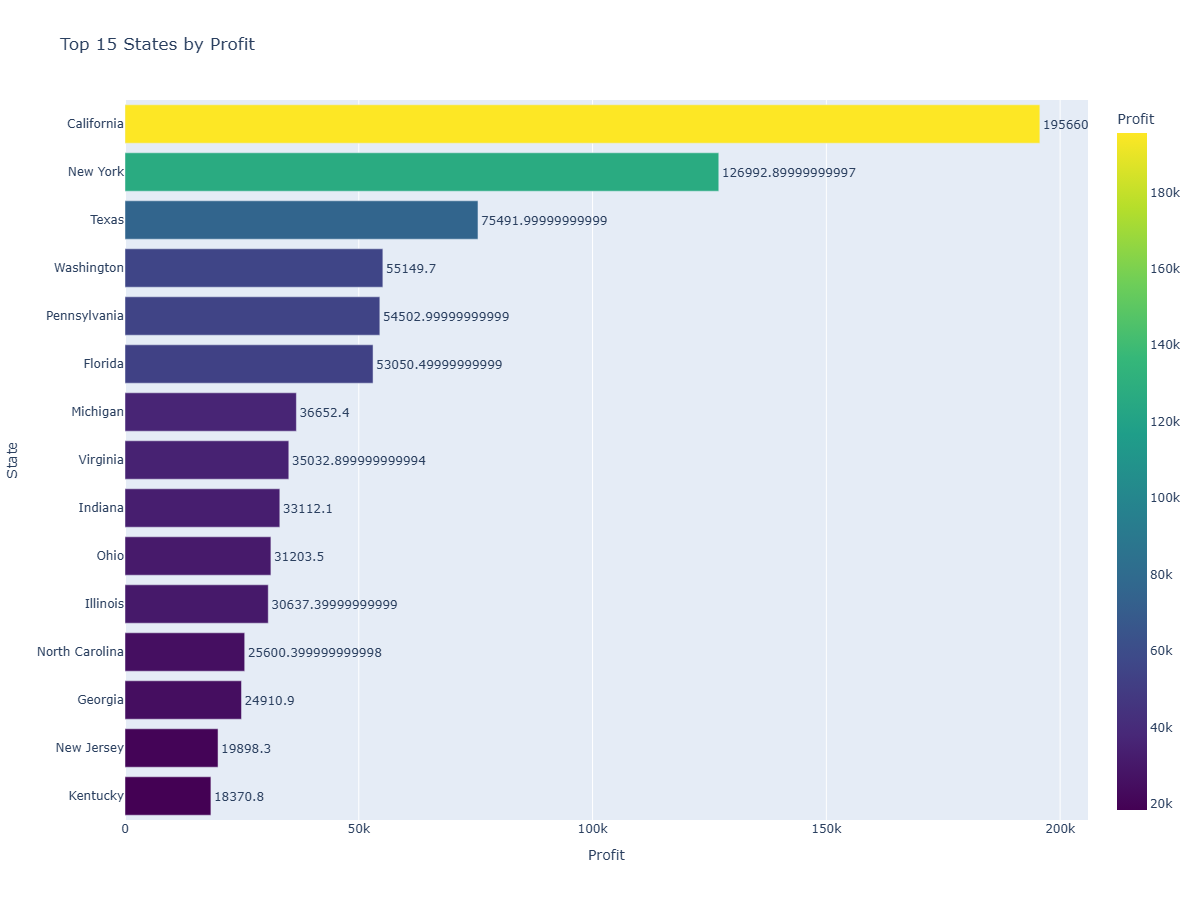 Top 15 States by Profit
California 195660
New York 126992.89999999997
Texas 75491.99999999999
Washington 55149.7
Pennsylvania 54502.99999999999
Florida 53050.49999999999
Michigan 36652.4
Virginia 35032.899999999994
Indiana 33112.1
Ohio 31203.5
Illinois 30637.39999999999
North Carolina 25600.399999999998
Georgia 24910.9
New Jersey 19898.3
Kentucky 18370.8
State
0 50k 100k 150k 200k
Profit
Profit
180k
160k
140k
120k
100k
80k
60k
40k
20k